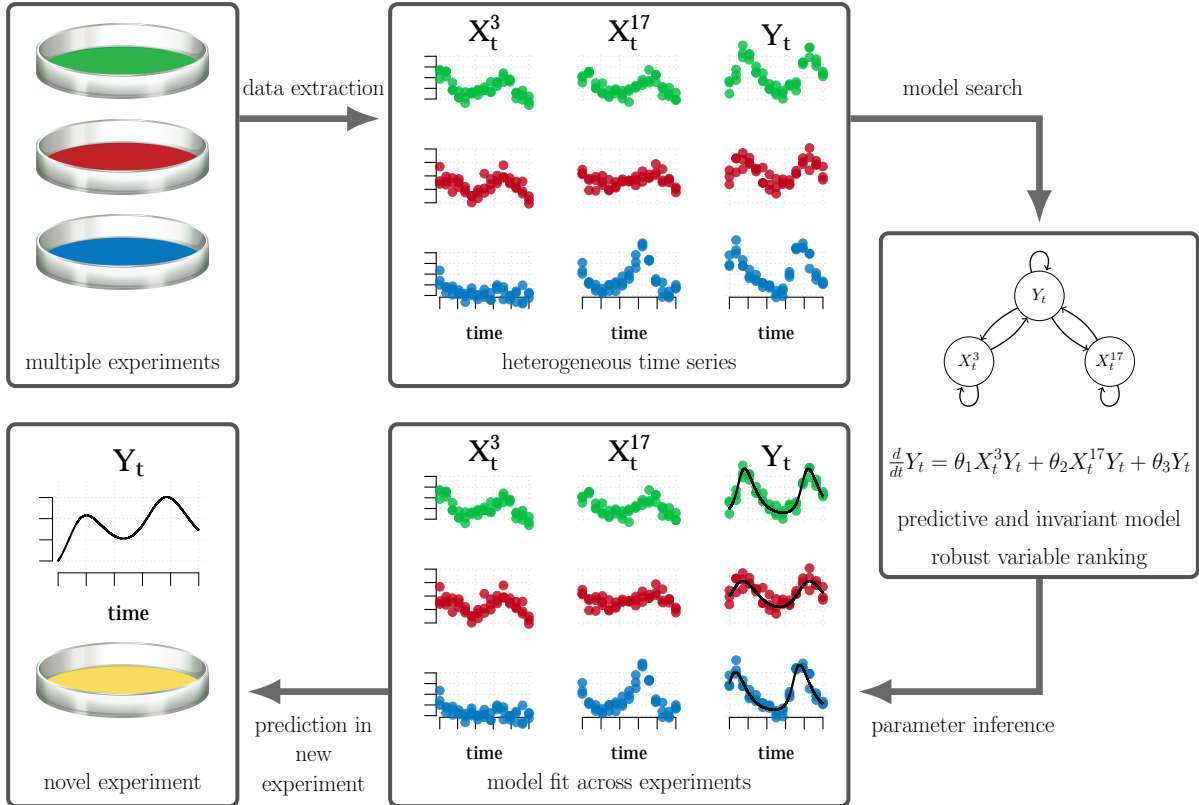 multiple experiments
data extraction
X_t^3 X_t^17 Y_t
time time time
heterogeneous time series
model search
Y_t
X_t^3 X_t^17
d/dt Y_t = θ_1 X_t^3 Y_t + θ_2 X_t^17 Y_t + θ_3 Y_t
predictive and invariant model
robust variable ranking
parameter inference
X_t^3 X_t^17 Y_t
time time time
model fit across experiments
prediction in
new
experiment
Y_t
time
novel experiment